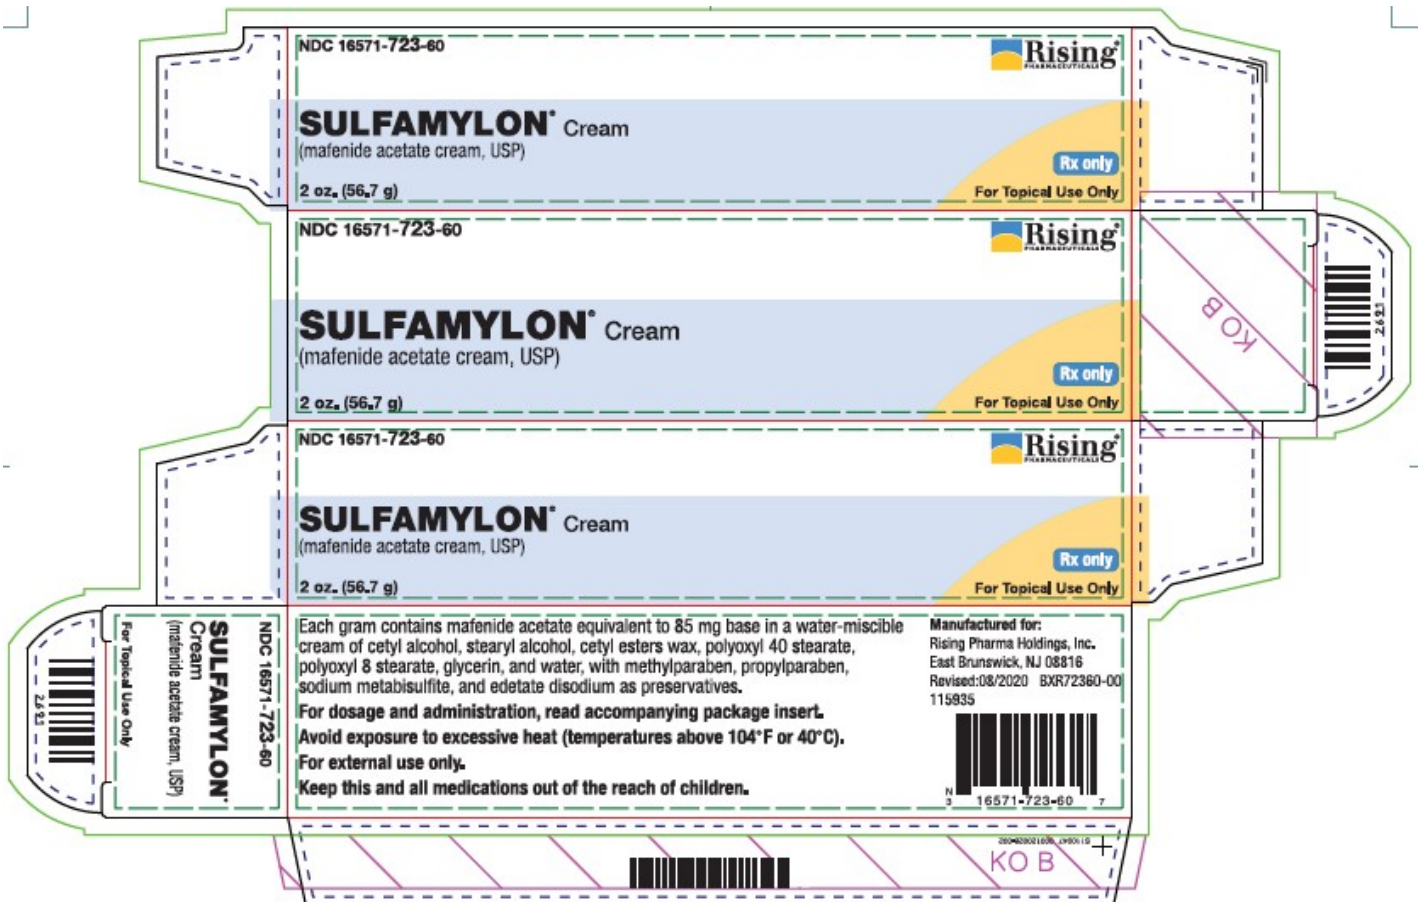 NDC 16571-723-60
Rising®
PHARMACEUTICALS
SULFAMYLON® Cream
(mafenide acetate cream, USP)
Rx only
2 oz. (56.7 g)
For Topical Use Only
NDC 16571-723-60
Rising®
PHARMACEUTICALS
SULFAMYLON® Cream
(mafenide acetate cream, USP)
Rx only
2 oz. (56.7 g)
For Topical Use Only
KO B
2691
NDC 16571-723-60
Rising®
PHARMACEUTICALS
SULFAMYLON® Cream
(mafenide acetate cream, USP)
Rx only
2 oz. (56.7 g)
For Topical Use Only
2691
NDC 16571-723-60
SULFAMYLON®
Cream
(mafenide acetate cream, USP)
For Topical Use Only
Each gram contains mafenide acetate equivalent to 85 mg base in a water-miscible
cream of cetyl alcohol, stearyl alcohol, cetyl esters wax, polyoxyl 40 stearate,
polyoxyl 8 stearate, glycerin, and water, with methylparaben, propylparaben,
sodium metabisulfite, and edetate disodium as preservatives.
For dosage and administration, read accompanying package insert.
Avoid exposure to excessive heat (temperatures above 104°F or 40°C).
For external use only.
Keep this and all medications out of the reach of children.
Manufactured for:
Rising Pharma Holdings, Inc.
East Brunswick, NJ 08816
Revised:08/2020 BXR72360-00
115935
N
3 16571-723-60 7
KO B